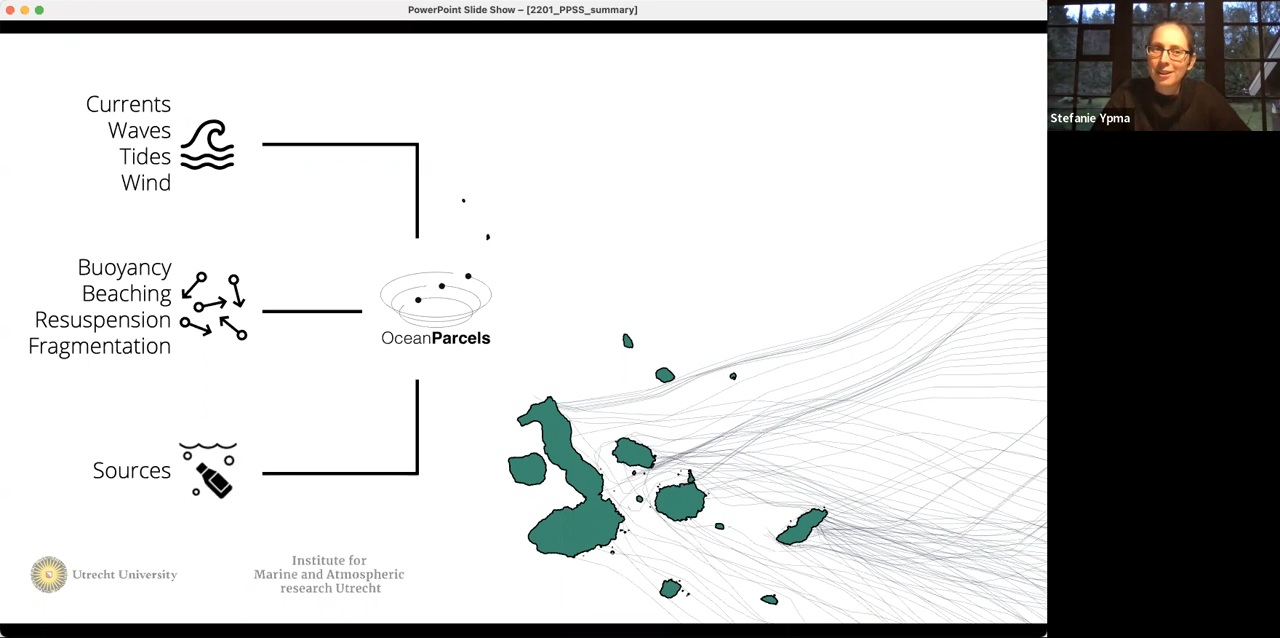 PowerPoint Slide Show – [2201_PPSS_summary]
Currents
Waves
Tides
Wind
Buoyancy
Beaching
Resuspension
Fragmentation
OceanParcels
Sources
Utrecht University
Institute for
Marine and Atmospheric
research Utrecht
Stefanie Ypma